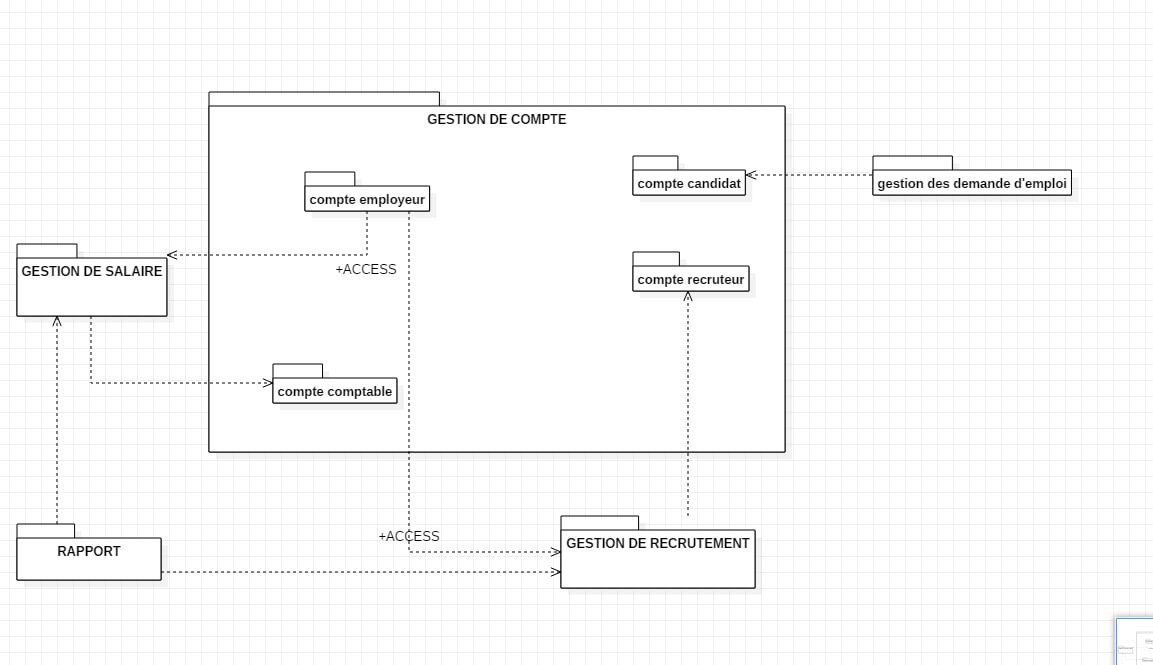 GESTION DE COMPTE
compte candidat
gestion des demande d'emploi
compte employeur
GESTION DE SALAIRE
+ACCESS
compte recruteur
compte comptable
+ACCESS
RAPPORT
GESTION DE RECRUTEMENT